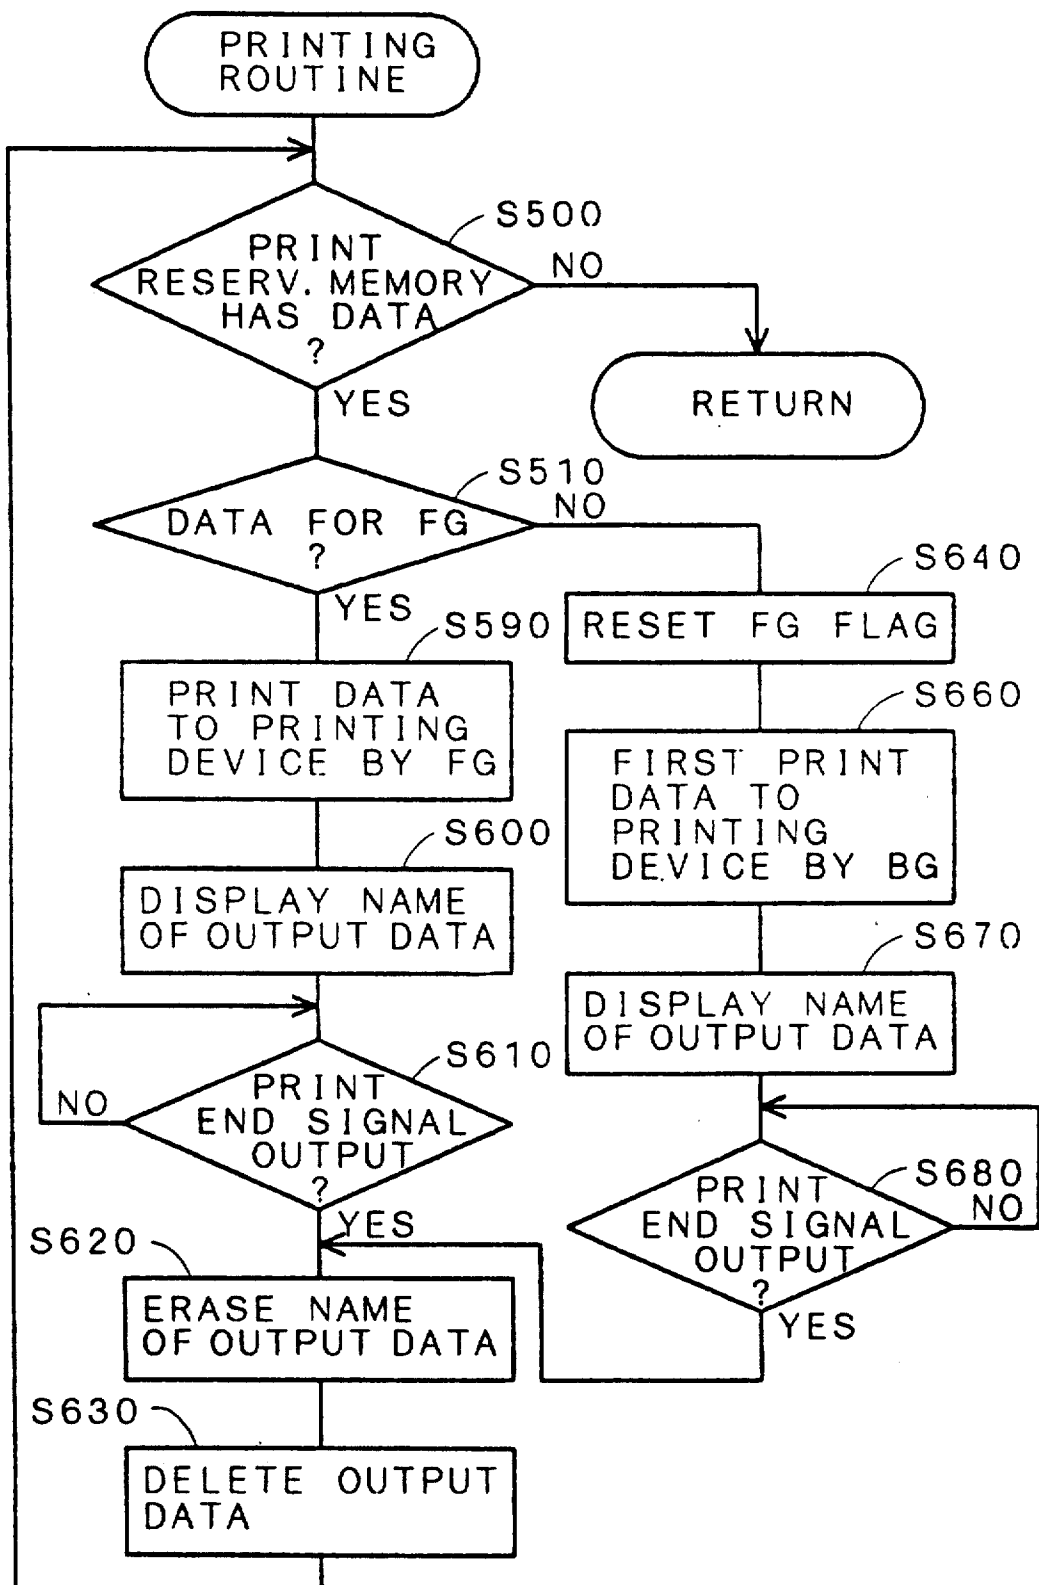 PRINTING
ROUTINE
S500
PRINT
RESERV. MEMORY
HAS DATA
?
NO
YES
RETURN
S510
DATA FOR FG
?
NO
YES
S640
RESET FG FLAG
S590
PRINT DATA
TO PRINTING
DEVICE BY FG
S660
FIRST PRINT
DATA TO
PRINTING
DEVICE BY BG
S600
DISPLAY NAME
OF OUTPUT DATA
S670
DISPLAY NAME
OF OUTPUT DATA
S610
PRINT
END SIGNAL
OUTPUT
?
NO
YES
S680
PRINT
END SIGNAL
OUTPUT
?
NO
YES
S620
ERASE NAME
OF OUTPUT DATA
S630
DELETE OUTPUT
DATA